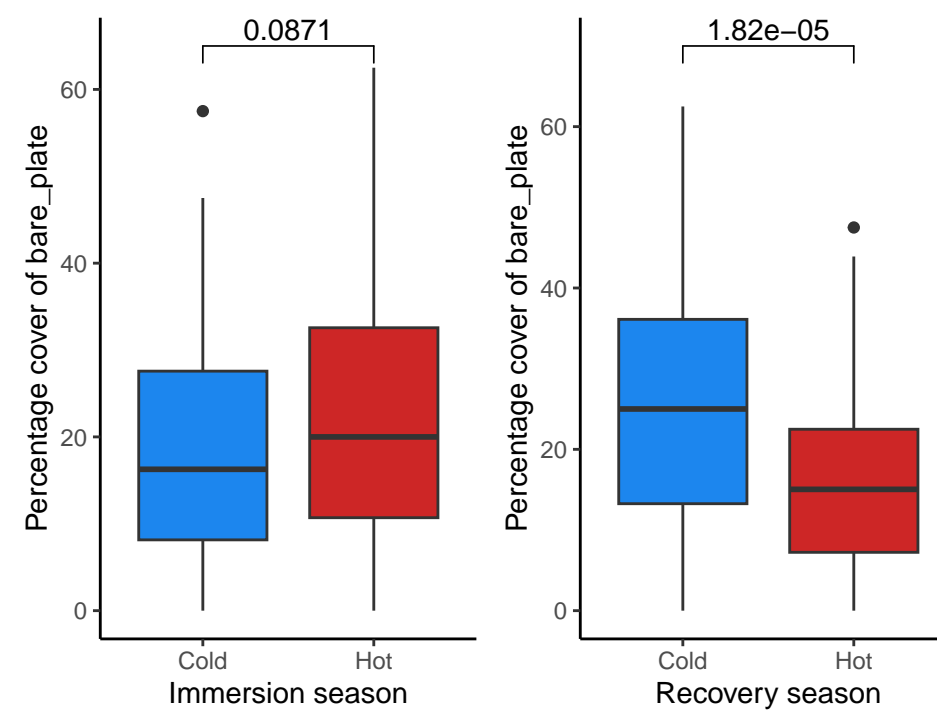 0.0871
Percentage cover of bare_plate
60
40
20
0
Cold Hot
Immersion season
1.82e−05
Percentage cover of bare_plate
60
40
20
0
Cold Hot
Recovery season